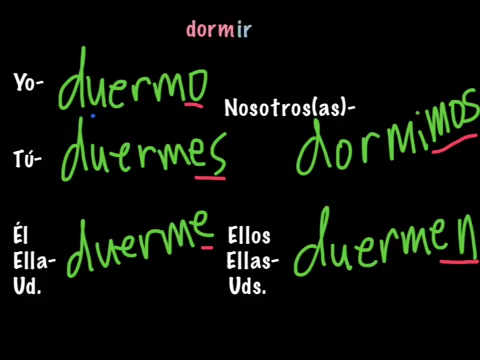 dormir
Yo- duermo
Nosotros(as)-
Tú- duermes
dormimos
Él
Ella- duerme
Ud.
Ellos
Ellas- duermen
Uds.